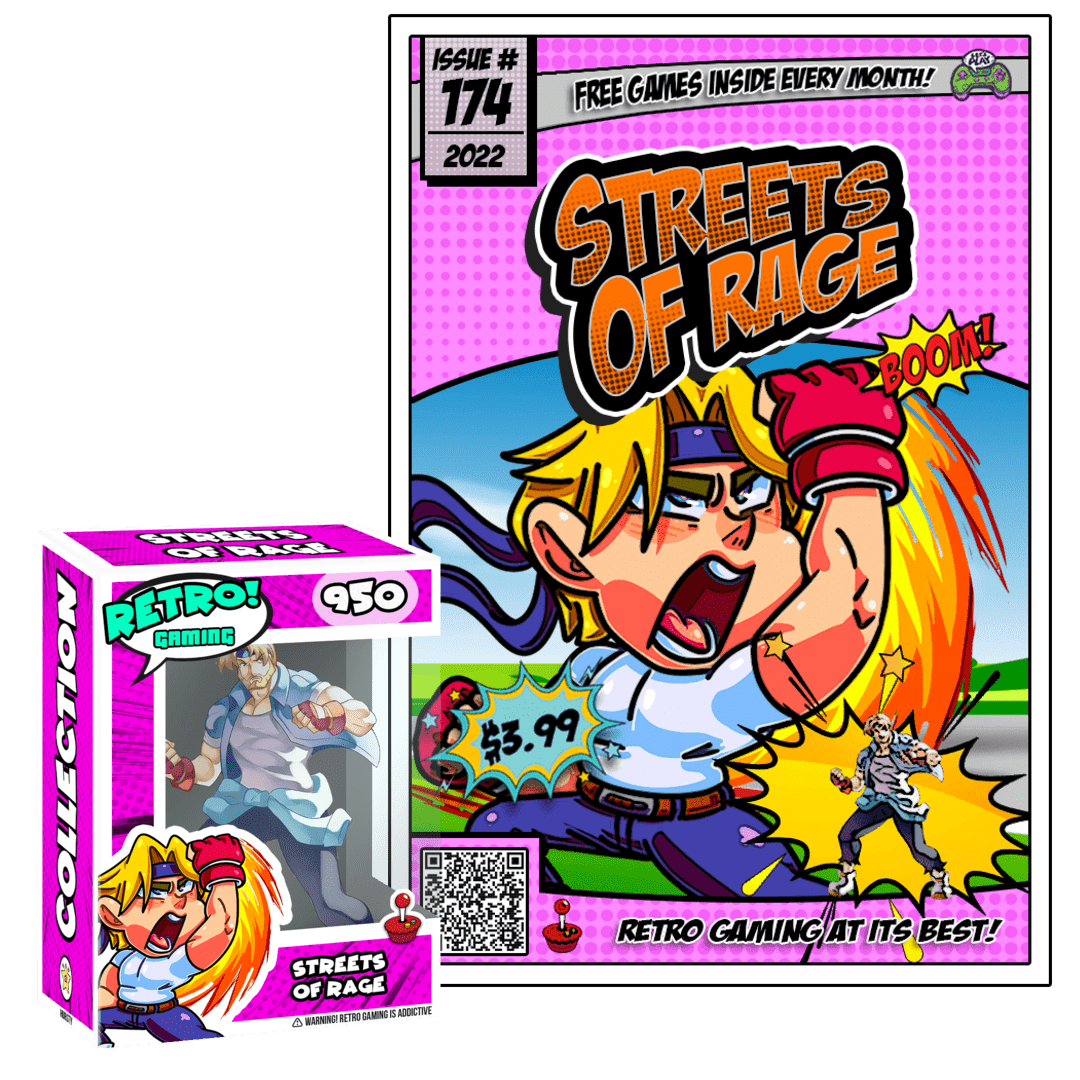 ISSUE #
174
2022
FREE GAMES INSIDE EVERY MONTH!
STREETS
OF RAGE
BOOM!
3.99
RETRO GAMING AT ITS BEST!
STREETS
OF RAGE
COLLECTION
RETRO!
GAMING
950
STREETS
OF RAGE
WARNING! RETRO GAMING IS ADDICTIVE